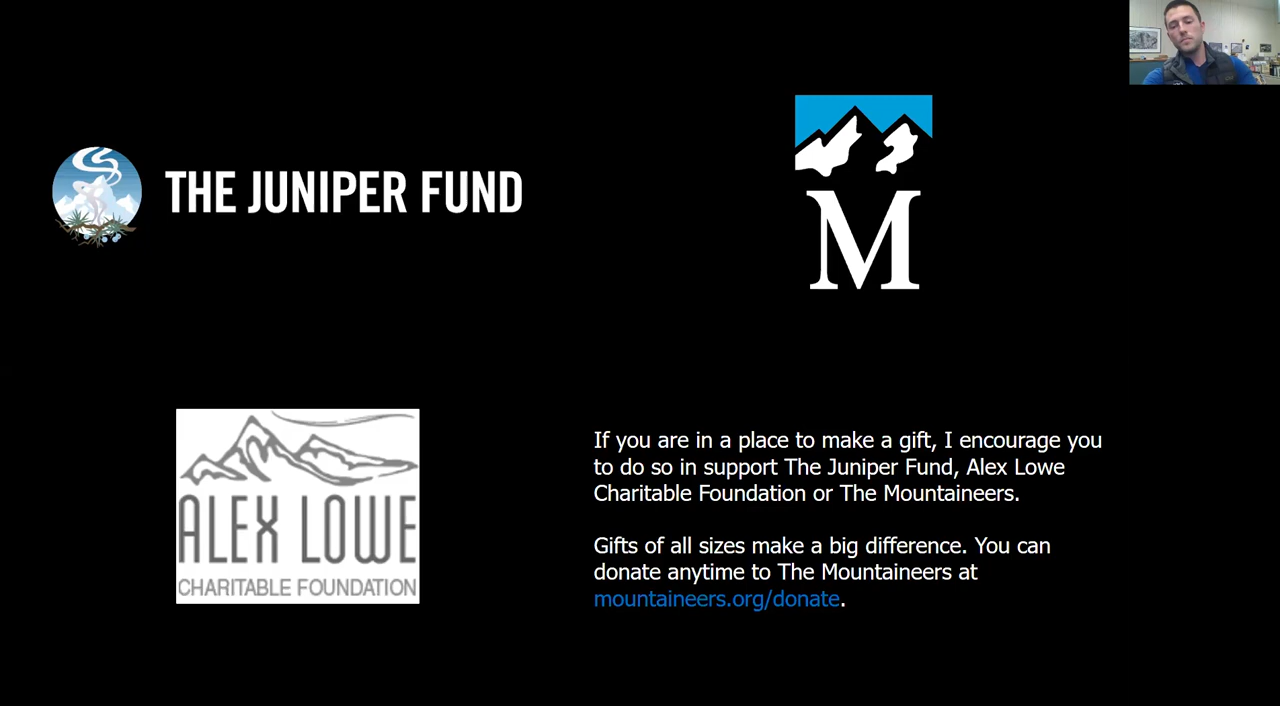 THE JUNIPER FUND
M
ALEX LOWE
CHARITABLE FOUNDATION
If you are in a place to make a gift, I encourage you
to do so in support The Juniper Fund, Alex Lowe
Charitable Foundation or The Mountaineers.
Gifts of all sizes make a big difference. You can
donate anytime to The Mountaineers at
mountaineers.org/donate.